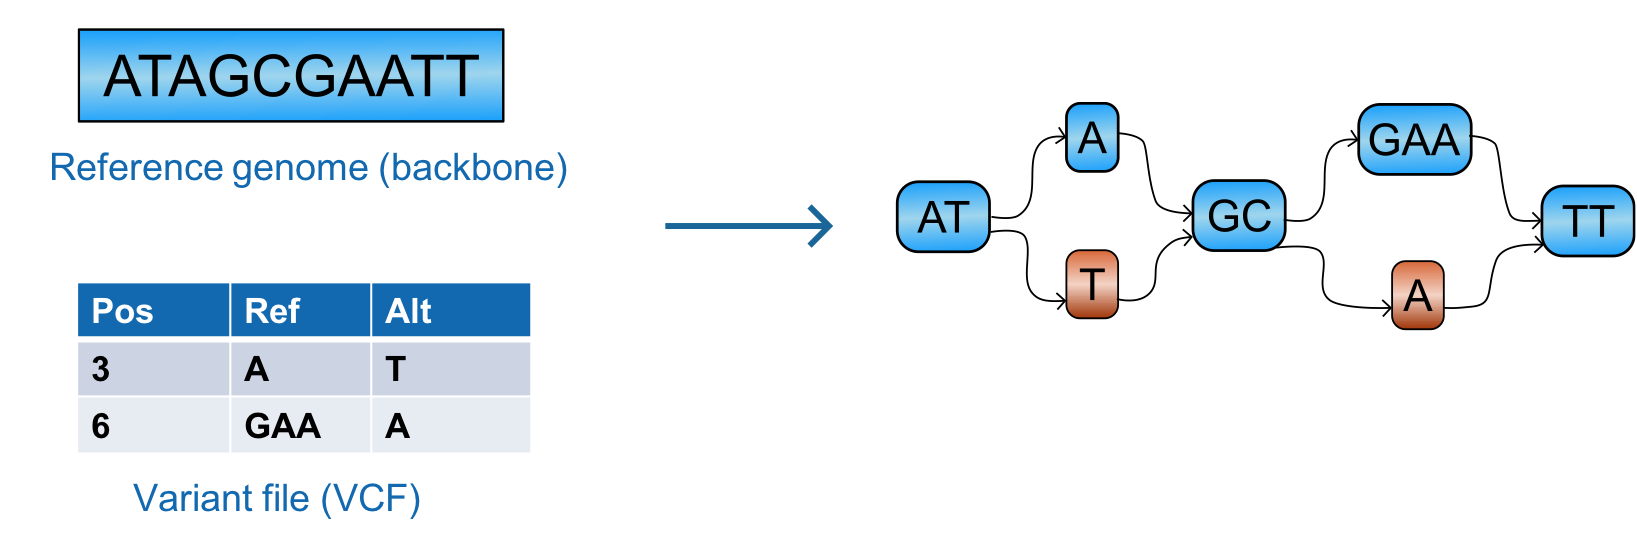 ATAGCGAATT
Reference genome (backbone)
Pos Ref Alt
3 A T
6 GAA A
Variant file (VCF)
A
GAA
AT
GC
TT
T
A